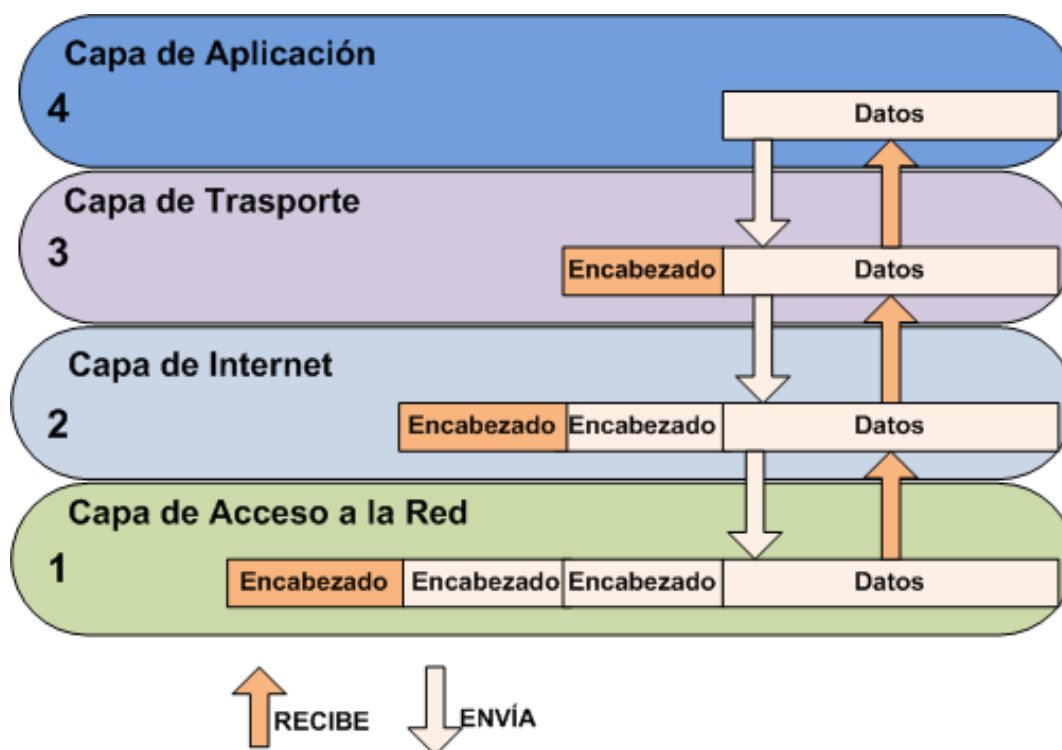 Capa de Aplicación
4
Datos
Capa de Trasporte
3
Encabezado Datos
Capa de Internet
2
Encabezado Encabezado Datos
Capa de Acceso a la Red
1
Encabezado Encabezado Encabezado Datos
RECIBE ENVÍA